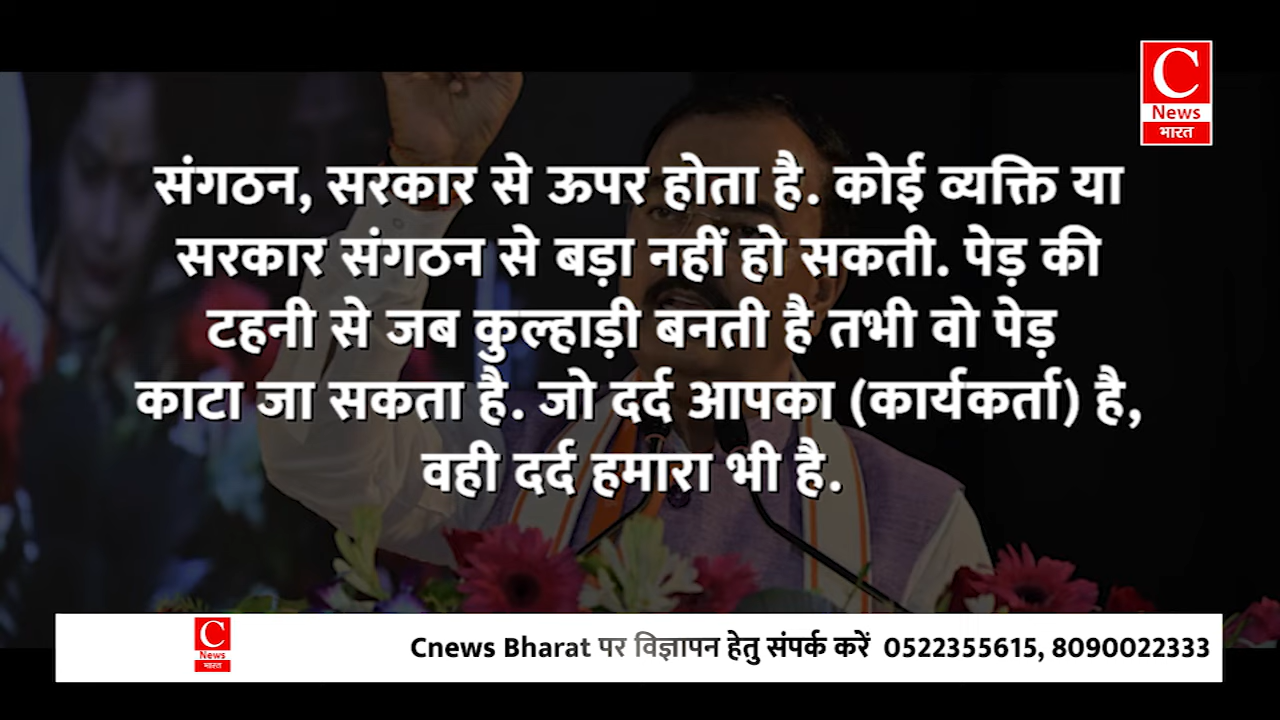 C
News
भारत
संगठन, सरकार से ऊपर होता है. कोई व्यक्ति या
सरकार संगठन से बड़ा नहीं हो सकती. पेड़ की
टहनी से जब कुल्हाड़ी बनती है तभी वो पेड़
काटा जा सकता है. जो दर्द आपका (कार्यकर्ता) है,
वही दर्द हमारा भी है.
C
News
भारत
Cnews Bharat पर विज्ञापन हेतु संपर्क करें 0522355615, 8090022333